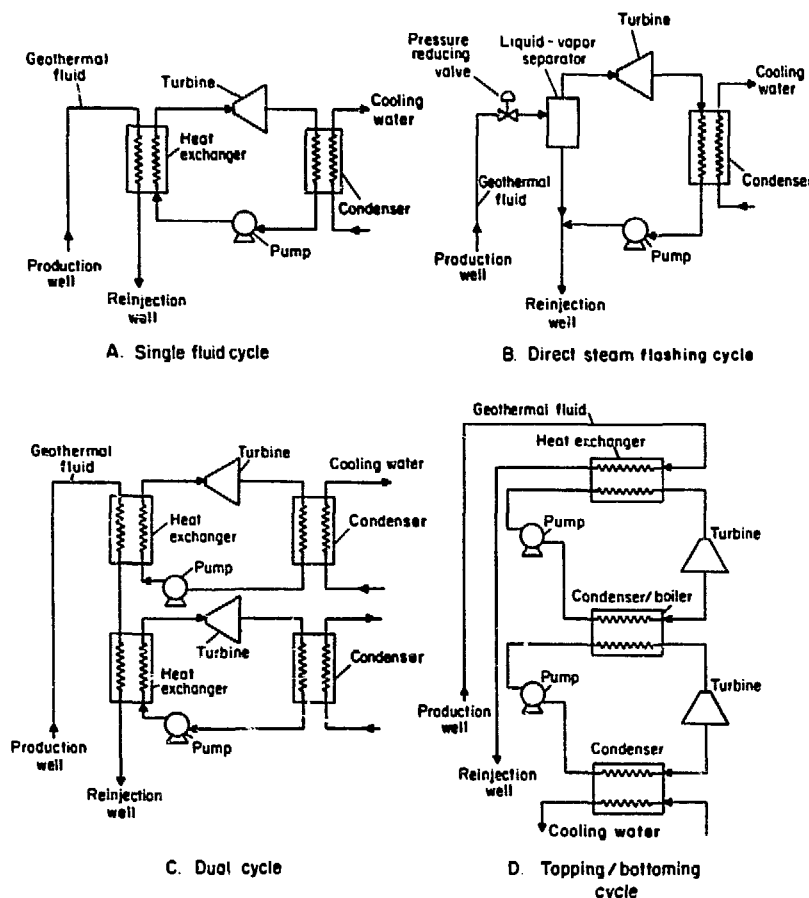 Geothermal
fluid
Turbine
Cooling
water
Heat
exchanger
Condenser
Pump
Production
well
Reinjection
well
A. Single fluid cycle
Pressure
reducing
valve
Liquid-vapor
separator
Turbine
Cooling
water
Geothermal
fluid
Condenser
Pump
Production
well
Reinjection
well
B. Direct steam flashing cycle
Geothermal
fluid
Turbine
Cooling water
Heat
exchanger
Condenser
Pump
Turbine
Heat
exchanger
Condenser
Pump
Production
well
Reinjection
well
C. Dual cycle
Geothermal fluid
Heat exchanger
Pump
Turbine
Condenser/boiler
Pump
Turbine
Production
well
Reinjection
well
Condenser
Cooling water
D. Topping/bottoming
cycle